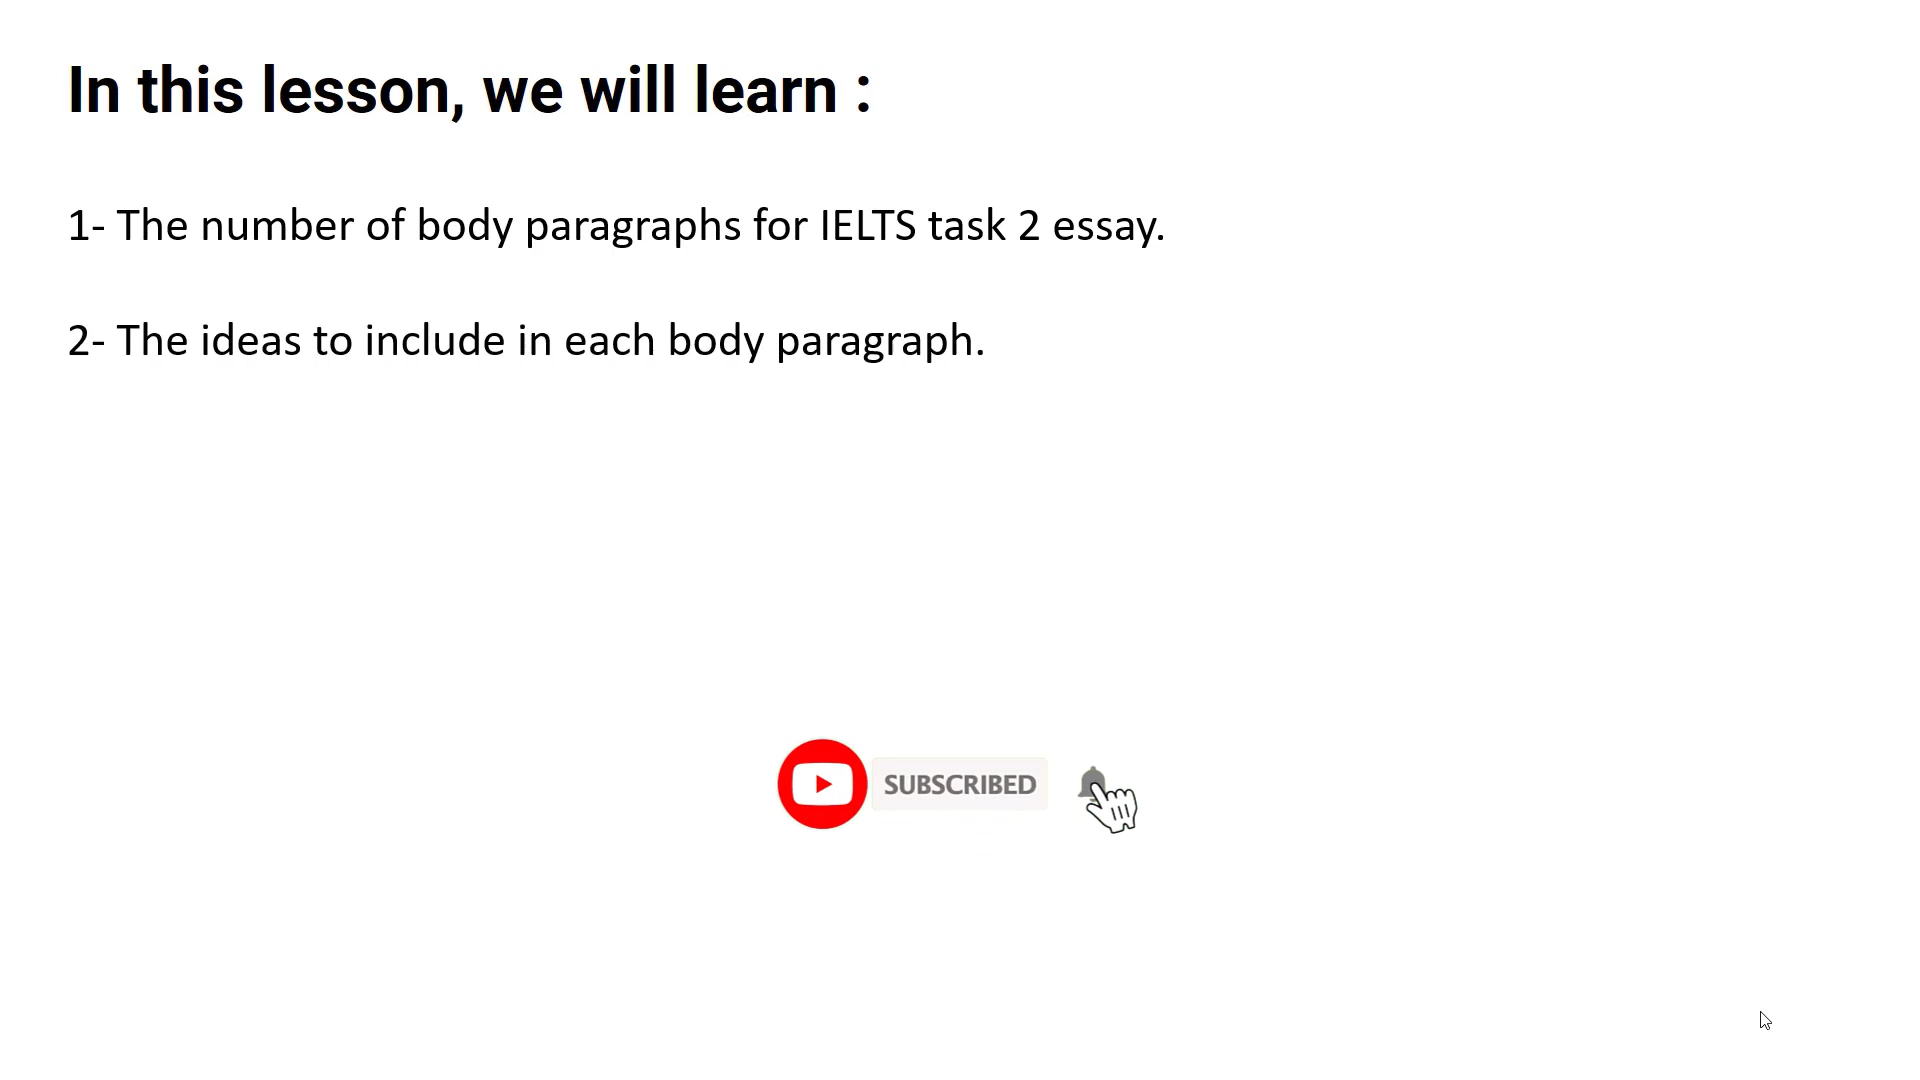 In this lesson, we will learn :
1- The number of body paragraphs for IELTS task 2 essay.
2- The ideas to include in each body paragraph.
SUBSCRIBED